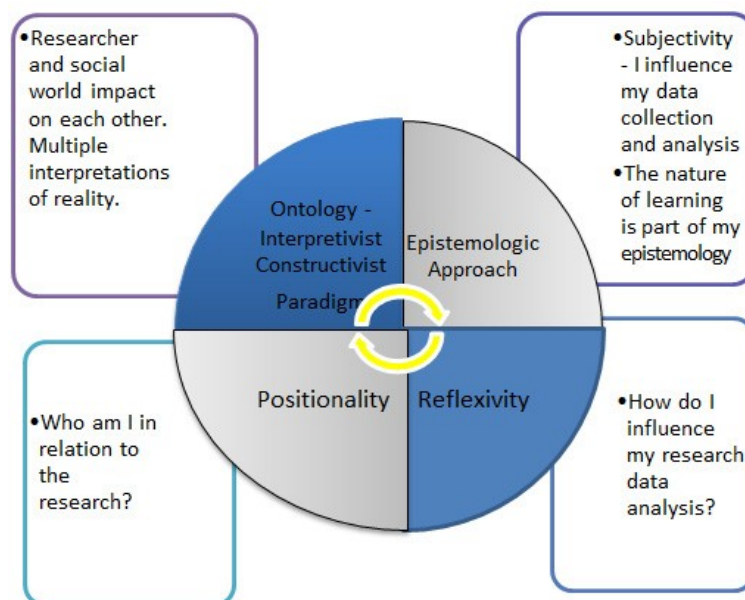 •Researcher
and social
world impact
on each other.
Multiple
interpretations
of reality.
•Subjectivity
- I influence
my data
collection
and analysis
•The nature
of learning
is part of my
epistemology
Ontology -
Interpretivist
Constructivist
Paradigm
Epistemologic
Approach
Positionality
Reflexivity
•Who am I in
relation to
the
research?
•How do I
influence
my research
data
analysis?